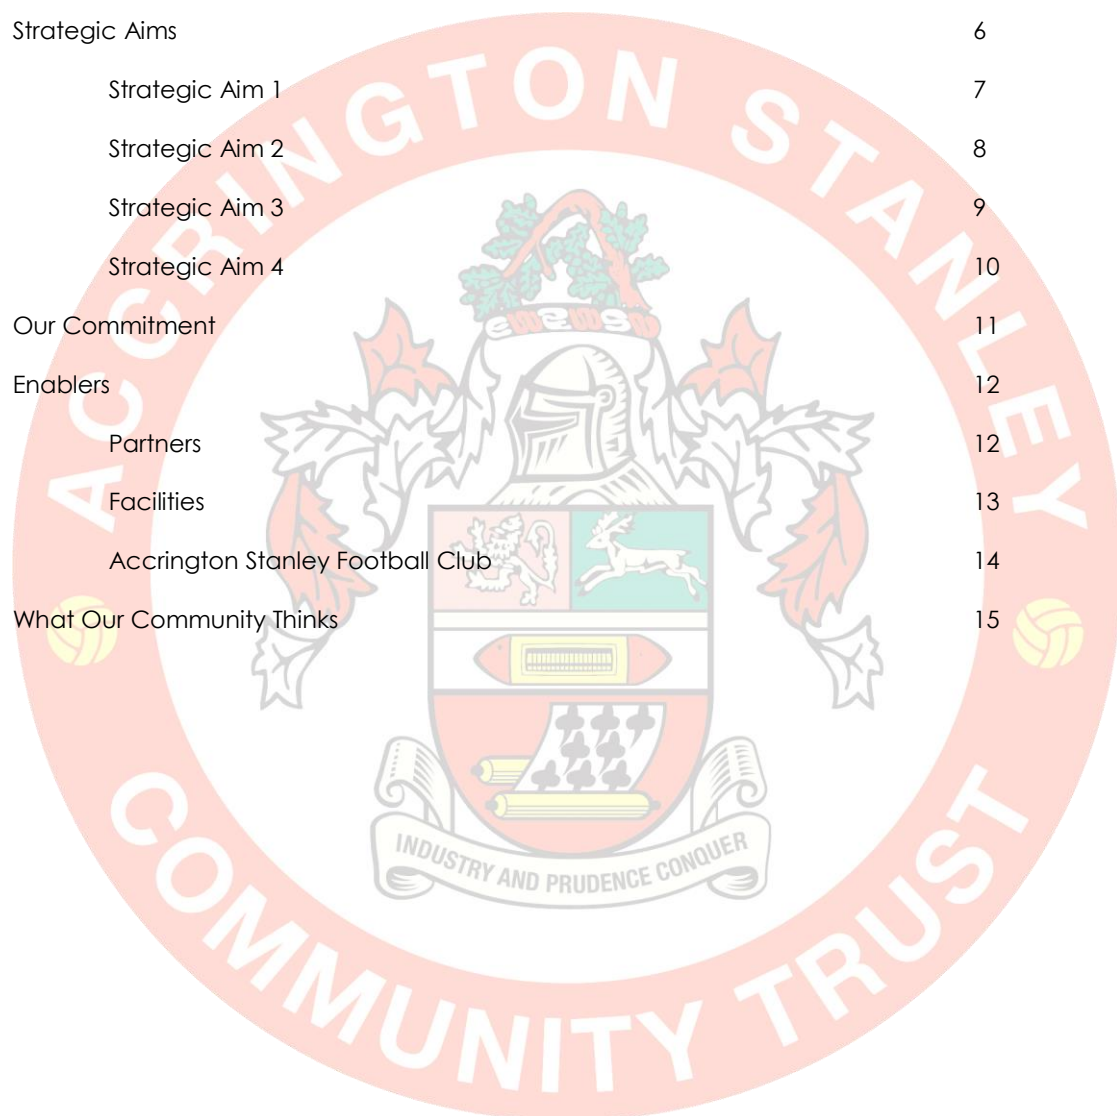 Strategic Aims 6
Strategic Aim 1 7
Strategic Aim 2 8
Strategic Aim 3 9
Strategic Aim 4 10
Our Commitment 11
Enablers 12
Partners 12
Facilities 13
Accrington Stanley Football Club 14
What Our Community Thinks 15
ACCRINGTON STANLEY
COMMUNITY TRUST
INDUSTRY AND PRUDENCE CONQUER